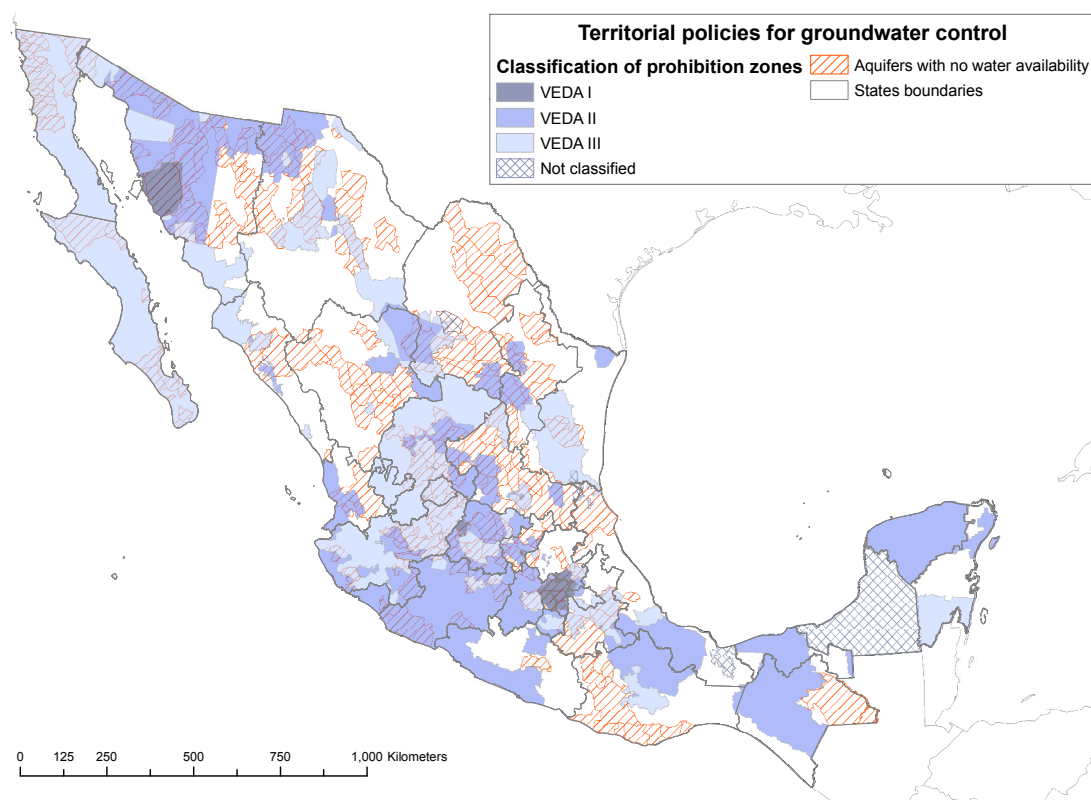 Territorial policies for groundwater control
Classification of prohibition zones
VEDA I
VEDA II
VEDA III
Not classified
Aquifers with no water availability
States boundaries
0 125 250 500 750 1,000 Kilometers